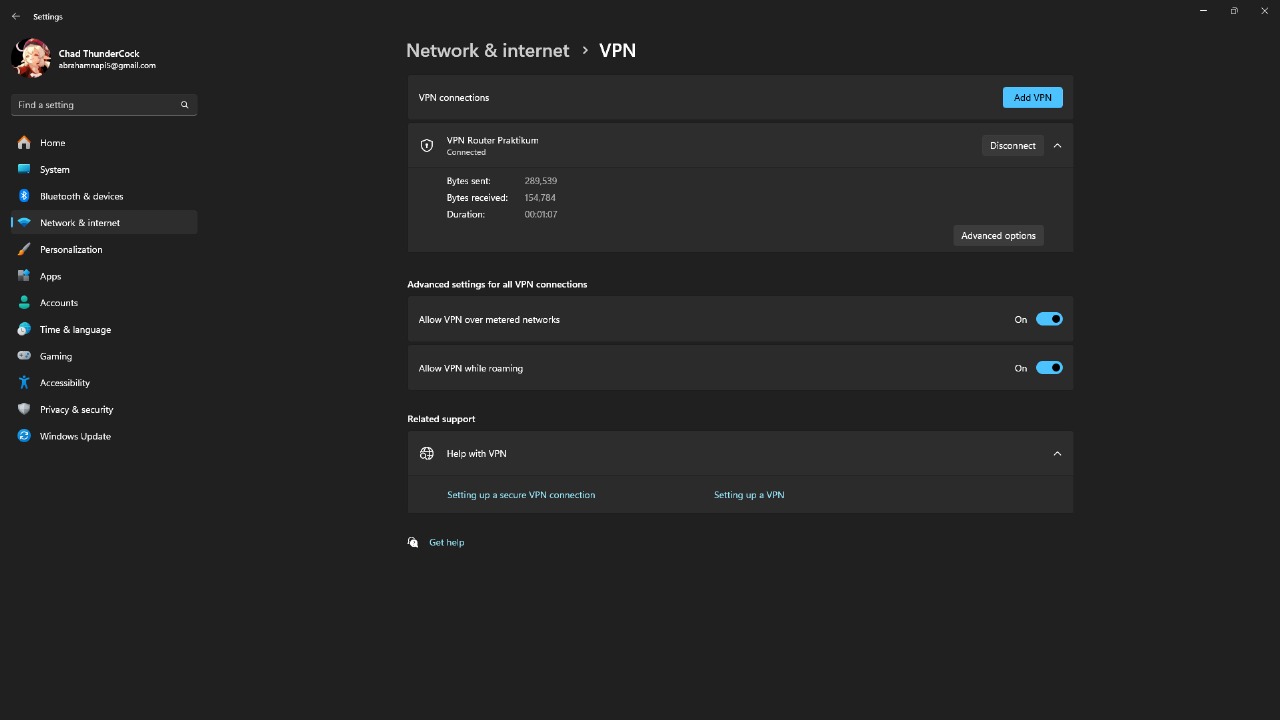 Settings
Chad ThunderCock
abrahamnapl5@gmail.com
Find a setting
Home
System
Bluetooth & devices
Network & internet
Personalization
Apps
Accounts
Time & language
Gaming
Accessibility
Privacy & security
Windows Update
Network & internet › VPN
VPN connections
Add VPN
VPN Router Praktikum
Connected
Disconnect
Bytes sent: 289,539
Bytes received: 154,784
Duration: 00:01:07
Advanced options
Advanced settings for all VPN connections
Allow VPN over metered networks
On
Allow VPN while roaming
On
Related support
Help with VPN
Setting up a secure VPN connection
Setting up a VPN
Get help